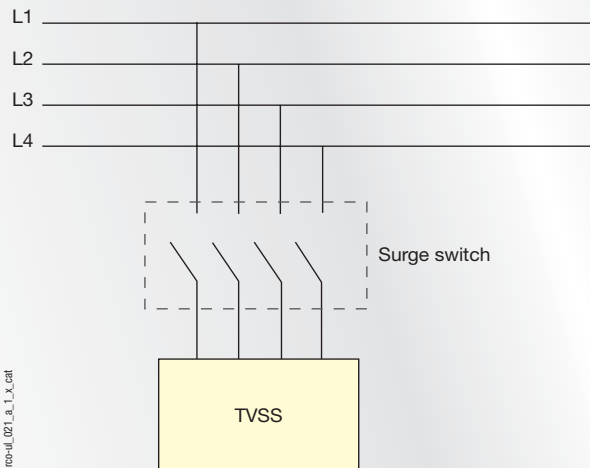 L1
L2
L3
L4
Surge switch
TVSS
rco-ul_021_a_1_x_cat